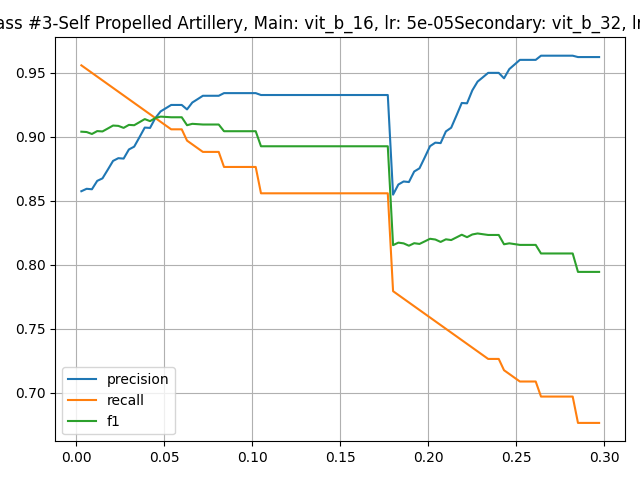 ass #3-Self Propelled Artillery, Main: vit_b_16, lr: 5e-05Secondary: vit_b_32, lr
0.95
0.90
0.85
0.80
0.75
0.70
precision
recall
f1
0.00 0.05 0.10 0.15 0.20 0.25 0.30